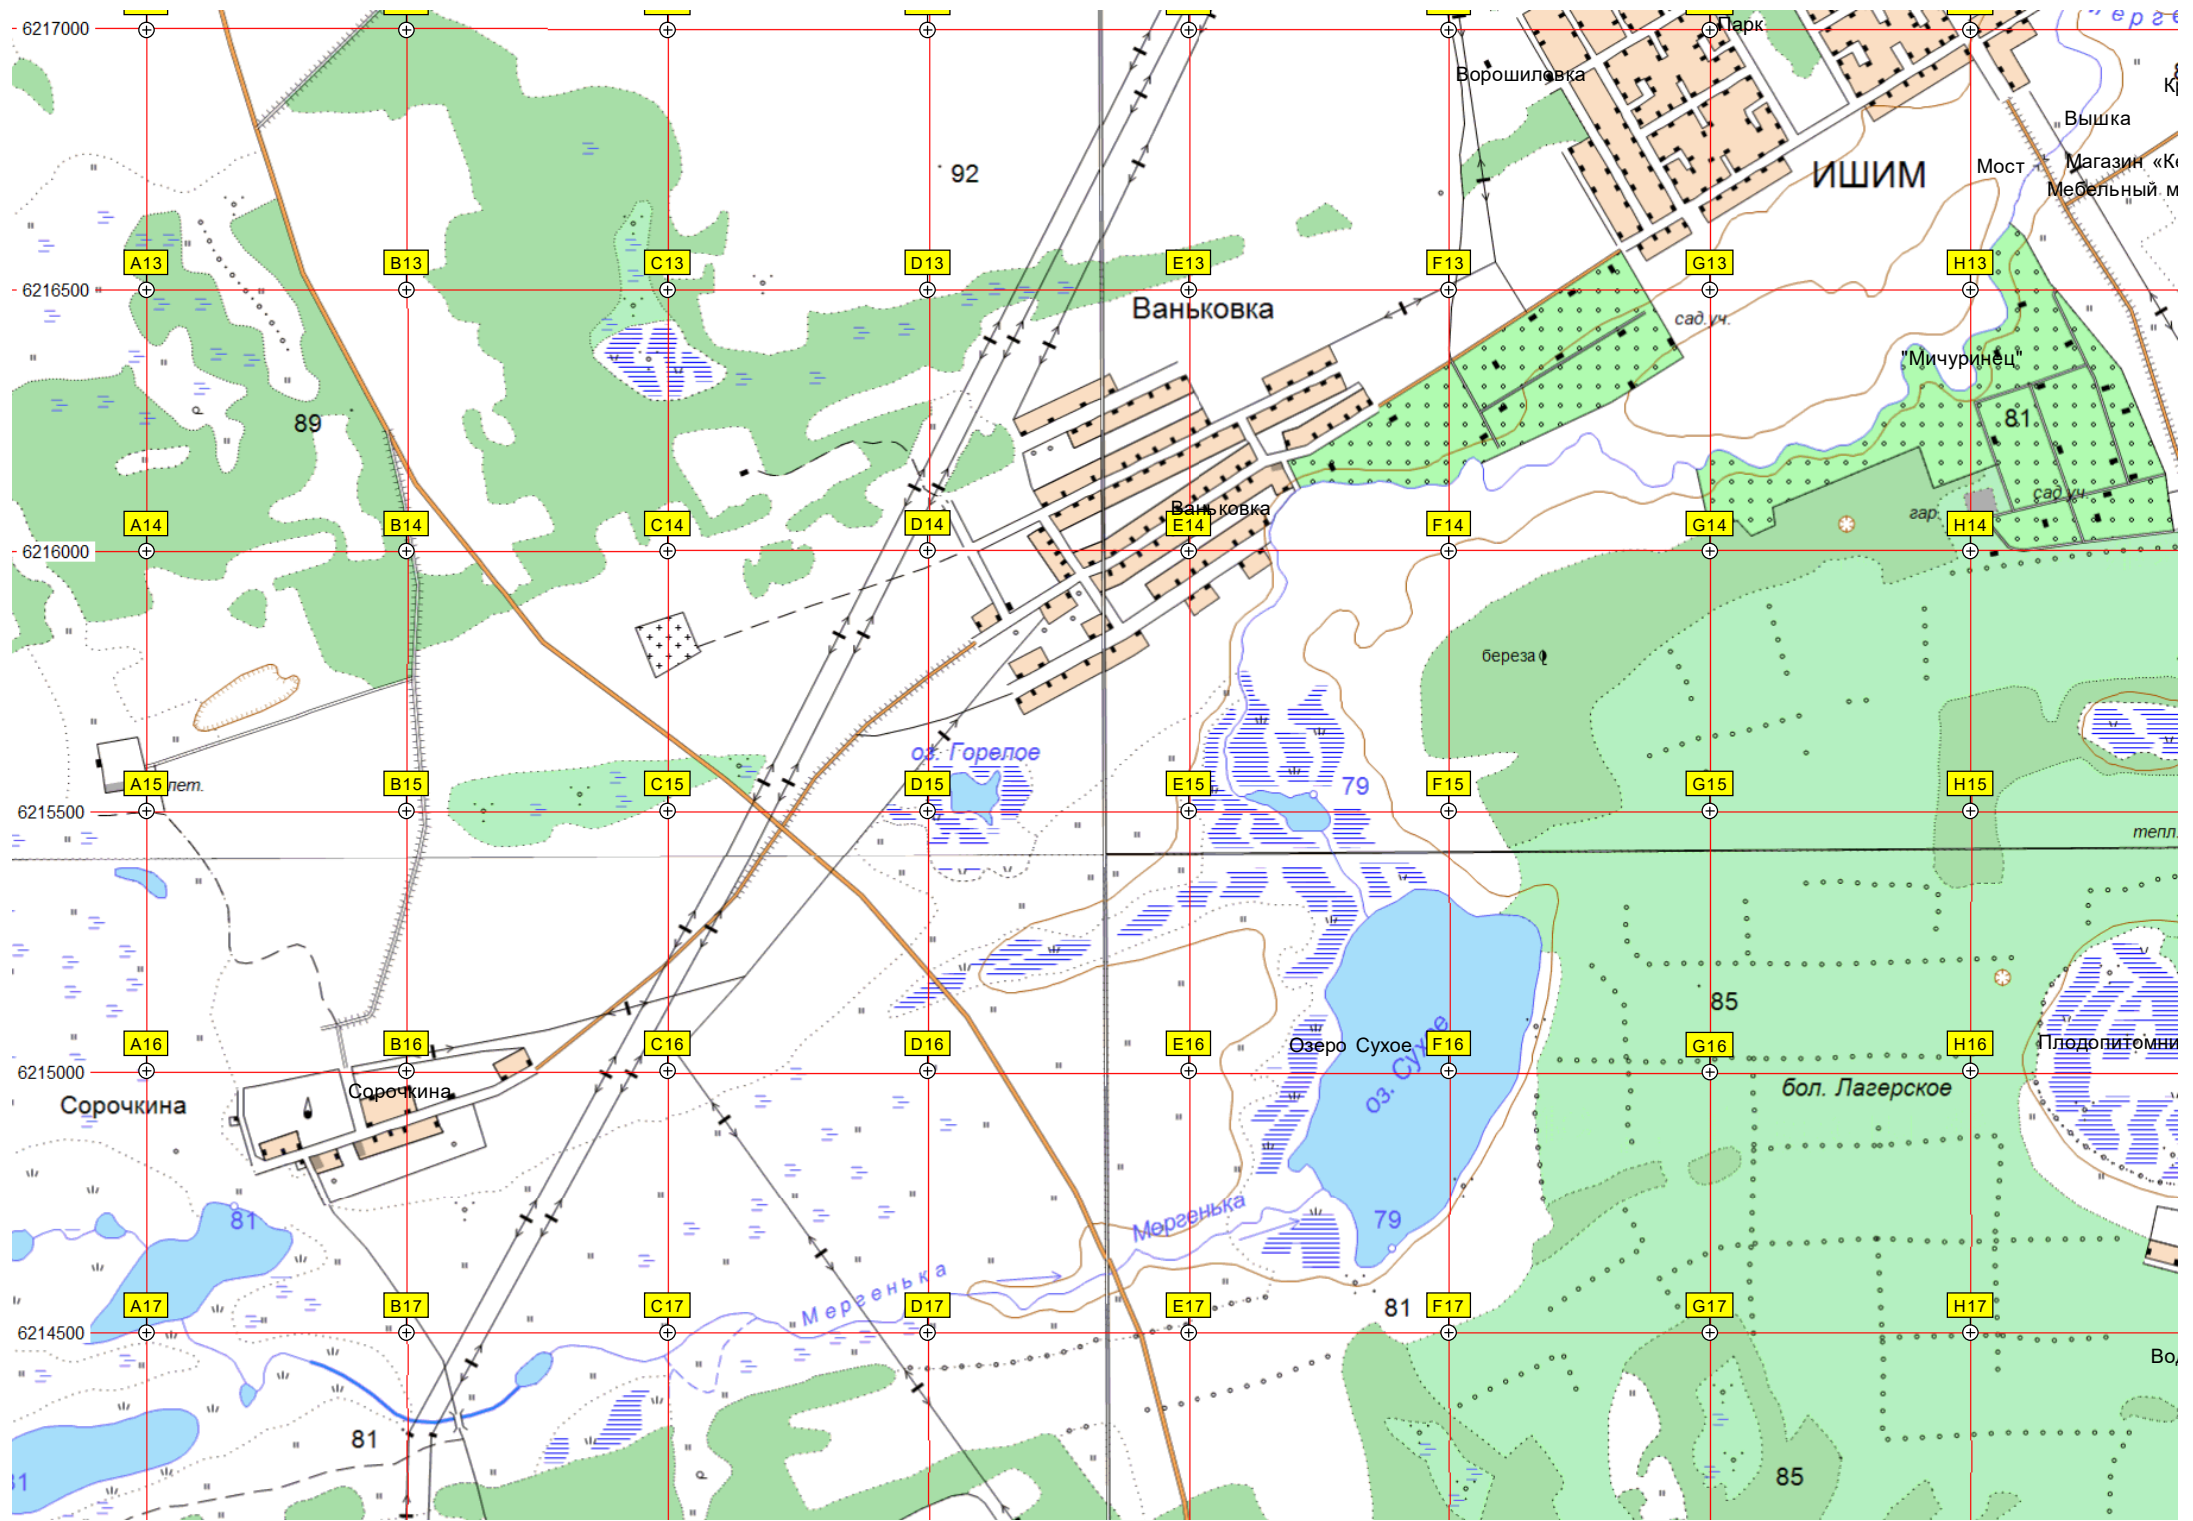 6217000
Парк
Ворошиловка
Вышка
92
ИШИМ
Мост
Магазин «К
Мебельный м
A13
B13
C13
D13
E13
F13
G13
H13
6216500
Ваньковка
сад. уч.
"Мичуринец"
89
81
сад. уч.
Ваньковка
гар.
A14
B14
C14
D14
E14
F14
G14
H14
6216000
береза
оз. Горелое
A15
лет.
B15
C15
D15
E15
79
F15
G15
H15
6215500
тепл.
85
A16
B16
C16
D16
E16
Озеро Сухое
F16
G16
H16
Плодопитомни
оз. Сухое
6215000
Сорочкина
Сорочкина
бол. Лагерское
81
Мергенька
79
Мергенька
A17
B17
C17
D17
E17
81
F17
G17
H17
6214500
Во
81
85
31